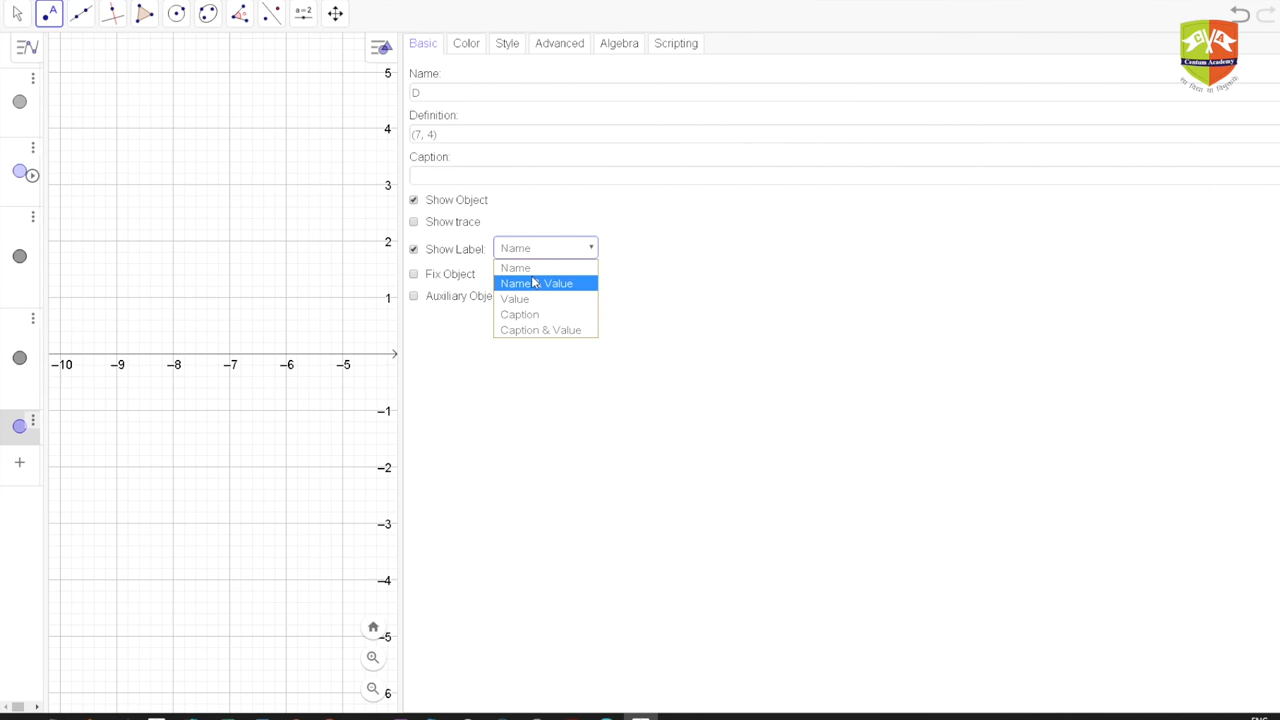 A
a=2
Basic Color Style Advanced Algebra Scripting
C A
Centum Academy
Name:
D
Definition:
(7, 4)
Caption:
Show Object
Show trace
Show Label: Name
Name
Name & Value
Value
Caption
Caption & Value
Fix Object
Auxiliary Obje
5
4
3
2
1
-10 -9 -8 -7 -6 -5
-1
-2
-3
-4
-5
6
ENG